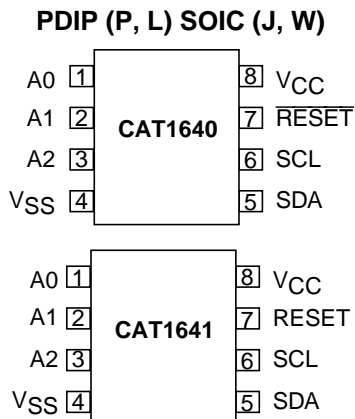 PDIP (P, L) SOIC (J, W)
A0 1 8 VCC
A1 2 CAT1640 7 RESET
A2 3 6 SCL
VSS 4 5 SDA
A0 1 8 VCC
A1 2 CAT1641 7 RESET
A2 3 6 SCL
VSS 4 5 SDA